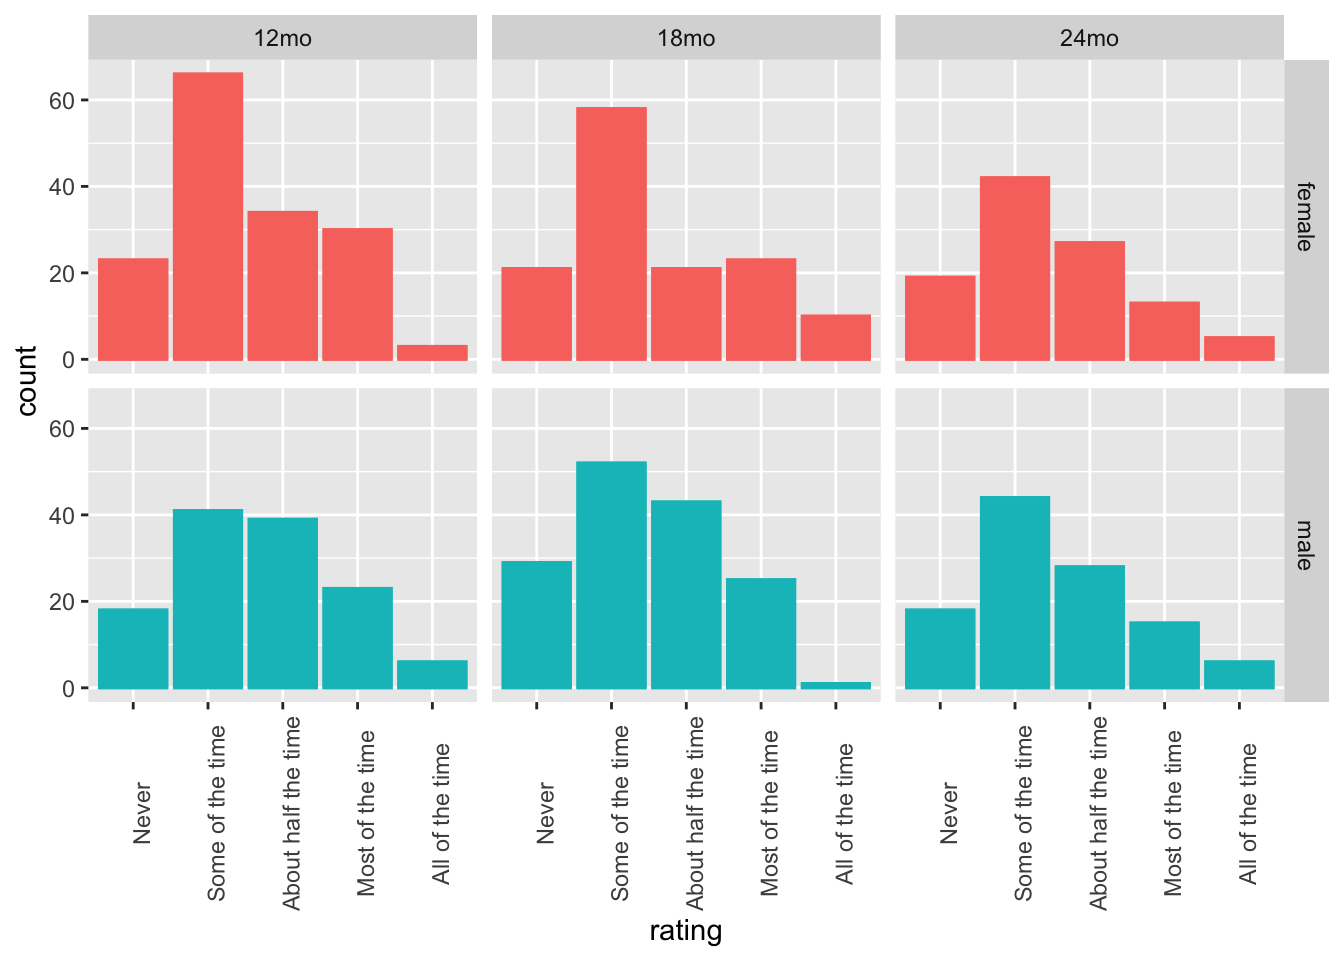 12mo 18mo 24mo
60
40
20
0
female
count
60
40
20
0
male
Never
Some of the time
About half the time
Most of the time
All of the time
Never
Some of the time
About half the time
Most of the time
All of the time
Never
Some of the time
About half the time
Most of the time
All of the time
rating